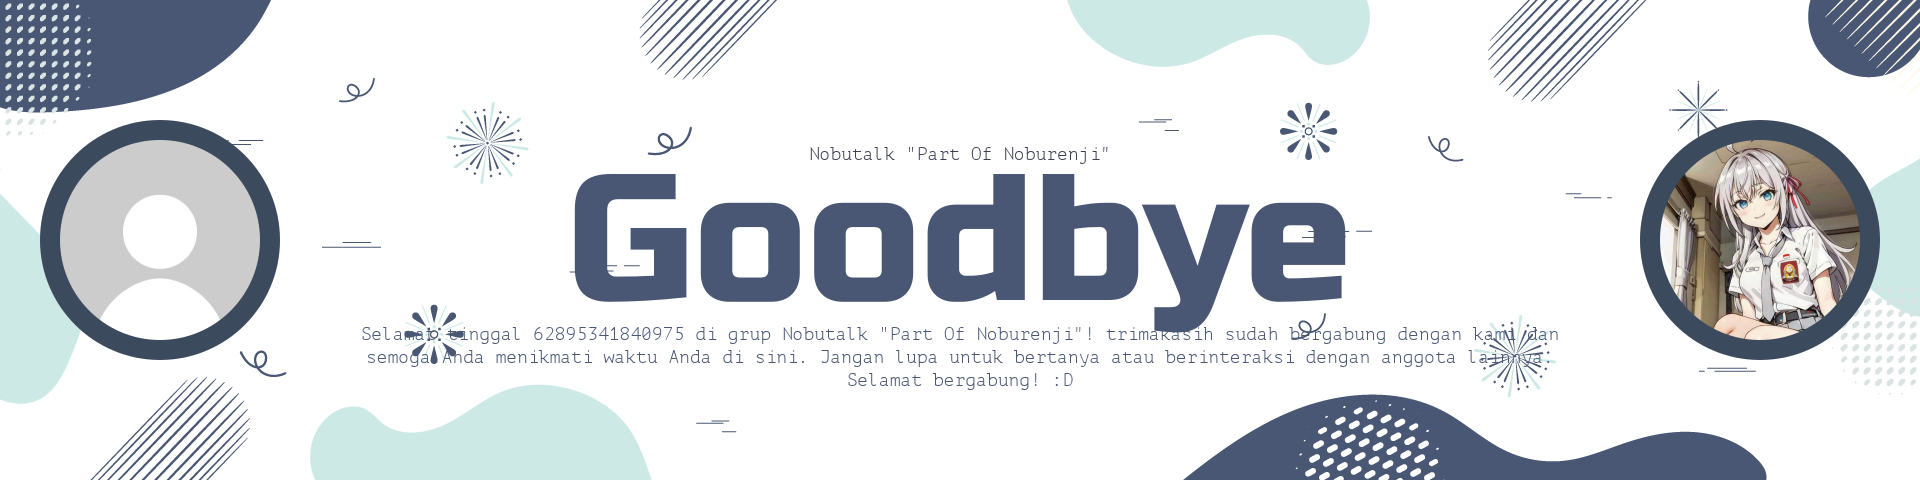 Nobutalk "Part Of Noburenji"
Goodbye
Selamat tinggal 62895341840975 di grup Nobutalk "Part Of Noburenji"! trimakasih sudah bergabung dengan kami dan
semoga Anda menikmati waktu Anda di sini. Jangan lupa untuk bertanya atau berinteraksi dengan anggota lainnya.
Selamat bergabung! :D